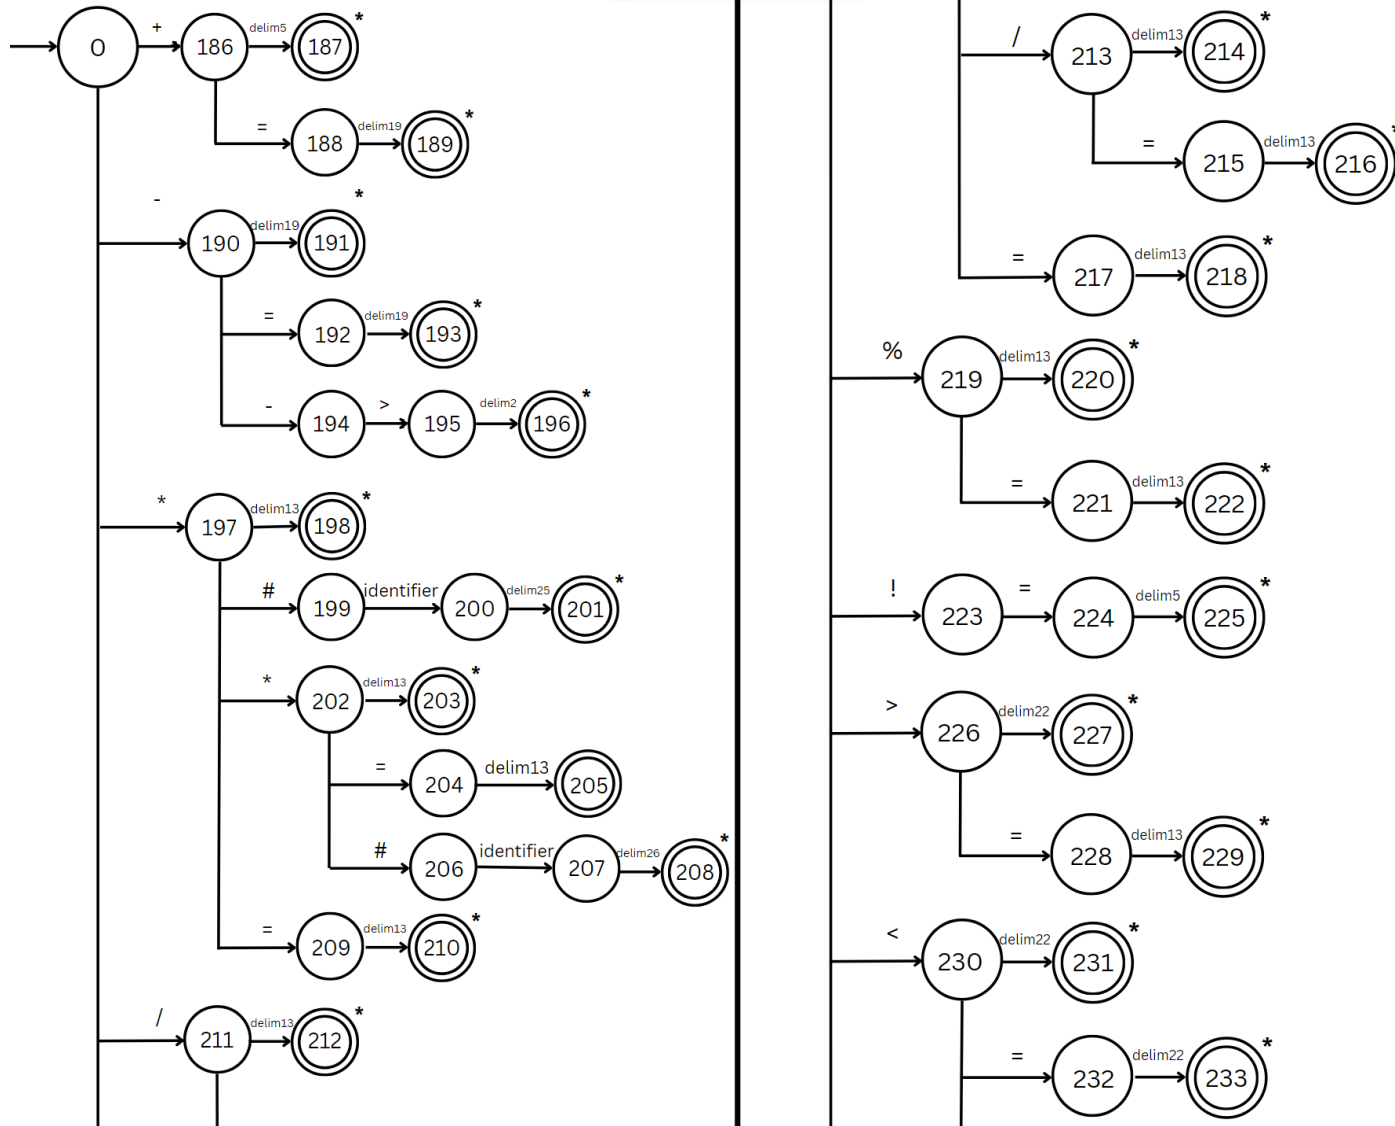 0 + 186 delim5 187 *
= 188 delim19 189 *
- 190 delim19 191 *
= 192 delim19 193 *
- 194 > 195 delim2 196 *
* 197 delim13 198 *
# 199 identifier 200 delim25 201 *
* 202 delim13 203 *
= 204 delim13 205
# 206 identifier 207 delim26 208 *
= 209 delim13 210 *
/ 211 delim13 212 *
/ 213 delim13 214 *
= 215 delim13 216 *
= 217 delim13 218 *
% 219 delim13 220 *
= 221 delim13 222 *
! 223 = 224 delim5 225 *
> 226 delim22 227 *
= 228 delim13 229 *
< 230 delim22 231 *
= 232 delim22 233 *